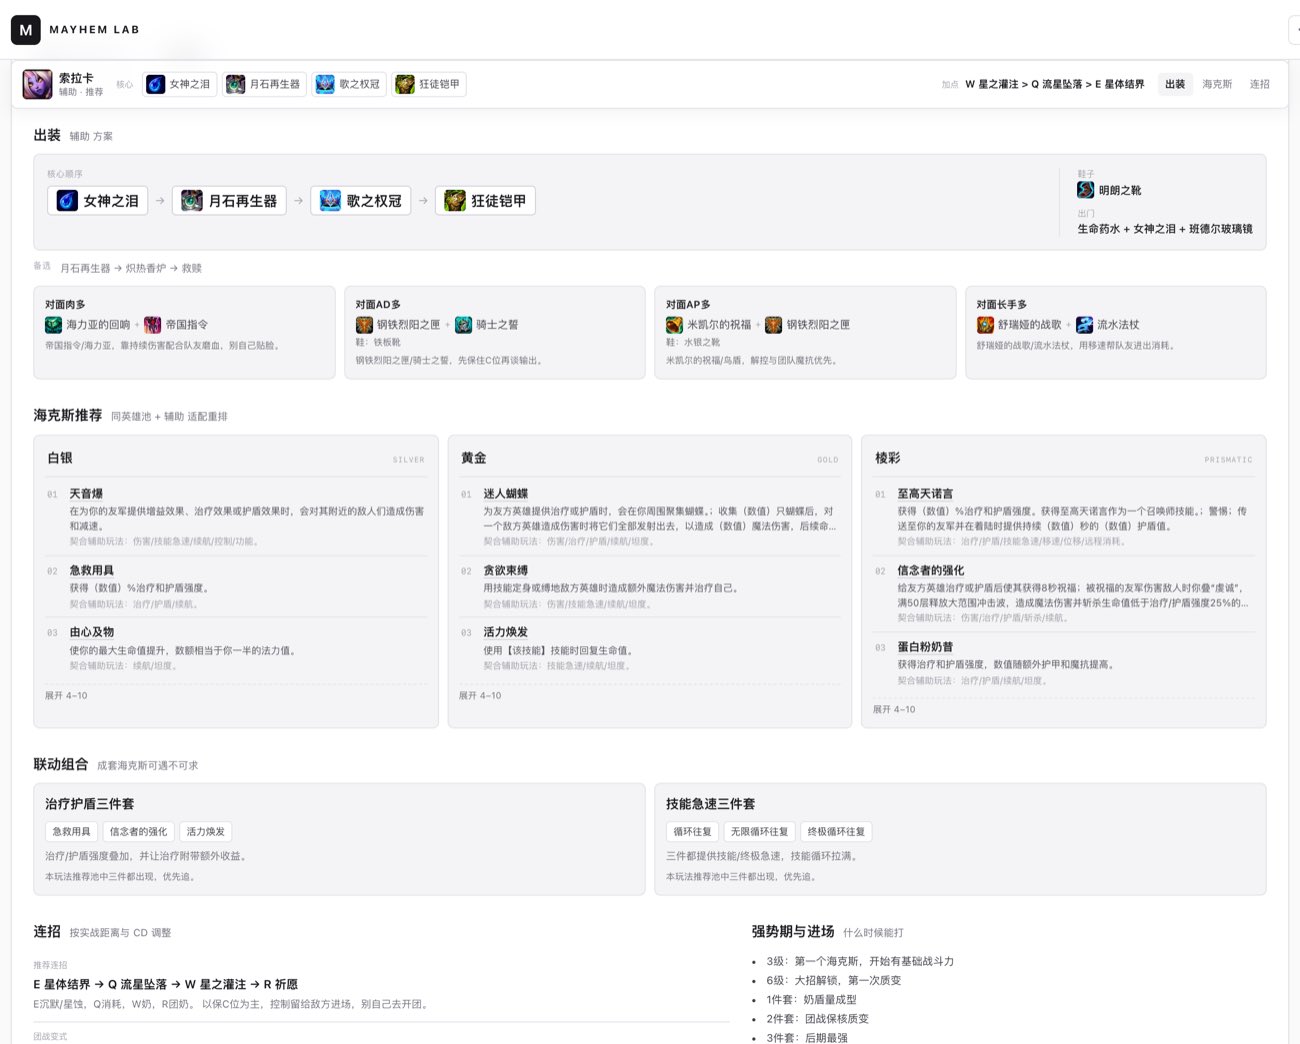 M MAYHEM LAB
索拉卡
辅助 · 推荐
核心 女神之泪 月石再生器 歌之权冠 狂徒铠甲
加点 W 星之灌注 > Q 流星坠落 > E 星体结界 出装 海克斯 连招
出装 辅助 方案
核心顺序
女神之泪 → 月石再生器 → 歌之权冠 → 狂徒铠甲
鞋子
明朗之靴
出门
生命药水 + 女神之泪 + 班德尔玻璃镜
备选 月石再生器 → 炽热香炉 → 救赎
对面肉多
海力亚的回响 + 帝国指令
帝国指令/海力亚，靠持续伤害配合队友磨血，别自己贴脸。
对面AD多
钢铁烈阳之匣 + 骑士之誓
鞋：铁板靴
钢铁烈阳之匣/骑士之誓，先保住C位再谈输出。
对面AP多
米凯尔的祝福 + 钢铁烈阳之匣
鞋：水银之靴
米凯尔的祝福/鸟盾，解控与团队魔抗优先。
对面长手多
舒瑞娅的战歌 + 流水法杖
舒瑞娅的战歌/流水法杖，用移速帮队友进出消耗。
海克斯推荐 同英雄池 + 辅助 适配重排
白银 SILVER
01 天音爆
在为你的友军提供增益效果、治疗效果或护盾效果时，会对其附近的敌人们造成伤害
和减速。
契合辅助玩法：伤害/技能急速/续航/控制/功能。
02 急救用具
获得（数值）%治疗和护盾强度。
契合辅助玩法：治疗/护盾/续航。
03 由心及物
使你的最大生命值提升，数额相当于你一半的法力值。
契合辅助玩法：续航/坦度。
展开 4–10
黄金 GOLD
01 迷人蝴蝶
为友方英雄提供治疗或护盾时，会在你周围聚集蝴蝶。；收集（数值）只蝴蝶后，对
一个敌方英雄造成伤害时将它们全部发射出去，以造成（数值）魔法伤害，后续命...
契合辅助玩法：伤害/治疗/护盾/续航/坦度。
02 贪欲束缚
用技能定身或缚地敌方英雄时造成额外魔法伤害并治疗自己。
契合辅助玩法：伤害/技能急速/续航/坦度。
03 活力焕发
使用【该技能】技能时回复生命值。
契合辅助玩法：技能急速/续航/坦度。
展开 4–10
棱彩 PRISMATIC
01 至高天诺言
获得（数值）%治疗和护盾强度。获得至高天诺言作为一个召唤师技能。；警惕；传
送至你的友军并在着陆时提供持续（数值）秒的（数值）护盾值。
契合辅助玩法：治疗/护盾/技能急速/移速/位移/远程消耗。
02 信念者的强化
给友方英雄治疗或护盾后使其获得8秒祝福；被祝福的友军伤害敌人时你叠“虔诚”，
满50层释放大范围冲击波，造成魔法伤害并斩杀生命值低于治疗/护盾强度25%的...
契合辅助玩法：伤害/治疗/护盾/斩杀/续航。
03 蛋白粉奶昔
获得治疗和护盾强度，数值随额外护甲和魔抗提高。
契合辅助玩法：治疗/护盾/续航/坦度。
展开 4–10
联动组合 成套海克斯可遇不可求
治疗护盾三件套
急救用具 信念者的强化 活力焕发
治疗/护盾强度叠加，并让治疗附带额外收益。
本玩法推荐池中三件都出现，优先追。
技能急速三件套
循环往复 无限循环往复 终极循环往复
三件都提供技能/终极急速，技能循环拉满。
本玩法推荐池中三件都出现，优先追。
连招 按实战距离与 CD 调整
推荐连招
E 星体结界 → Q 流星坠落 → W 星之灌注 → R 祈愿
E沉默/星蚀，Q消耗，W奶，R团奶。 以保C位为主，控制留给敌方进场，别自己去开团。
团战变式
强势期与进场 什么时候能打
• 3级：第一个海克斯，开始有基础战斗力
• 6级：大招解锁，第一次质变
• 1件套：奶盾量成型
• 2件套：团战保核质变
• 3件套：后期最强